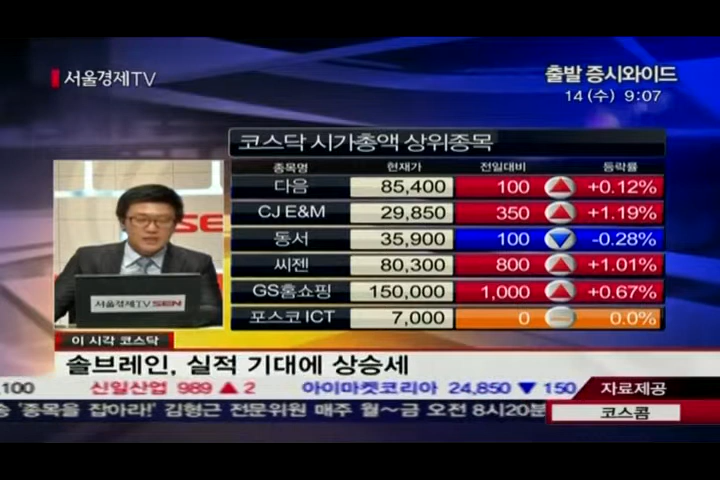 서울경제TV
출발 증시와이드
14(수) 9:07
코스닥 시가총액 상위종목
종목명 현재가 전일대비 등락률
다음 85,400 100 ▲ +0.12%
CJ E&M 29,850 350 ▲ +1.19%
동서 35,900 100 ▼ -0.28%
씨젠 80,300 800 ▲ +1.01%
GS홈쇼핑 150,000 1,000 ▲ +0.67%
포스코 ICT 7,000 0 - 0.0%
서울경제TV SEN
이 시각 코스닥
솔브레인, 실적 기대에 상승세
,100 신일산업 989 ▲ 2 아이마켓코리아 24,850 ▼ 150
자료제공
송 '종목을 잡아라!' 김형근 전문위원 매주 월~금 오전 8시20분
코스콤